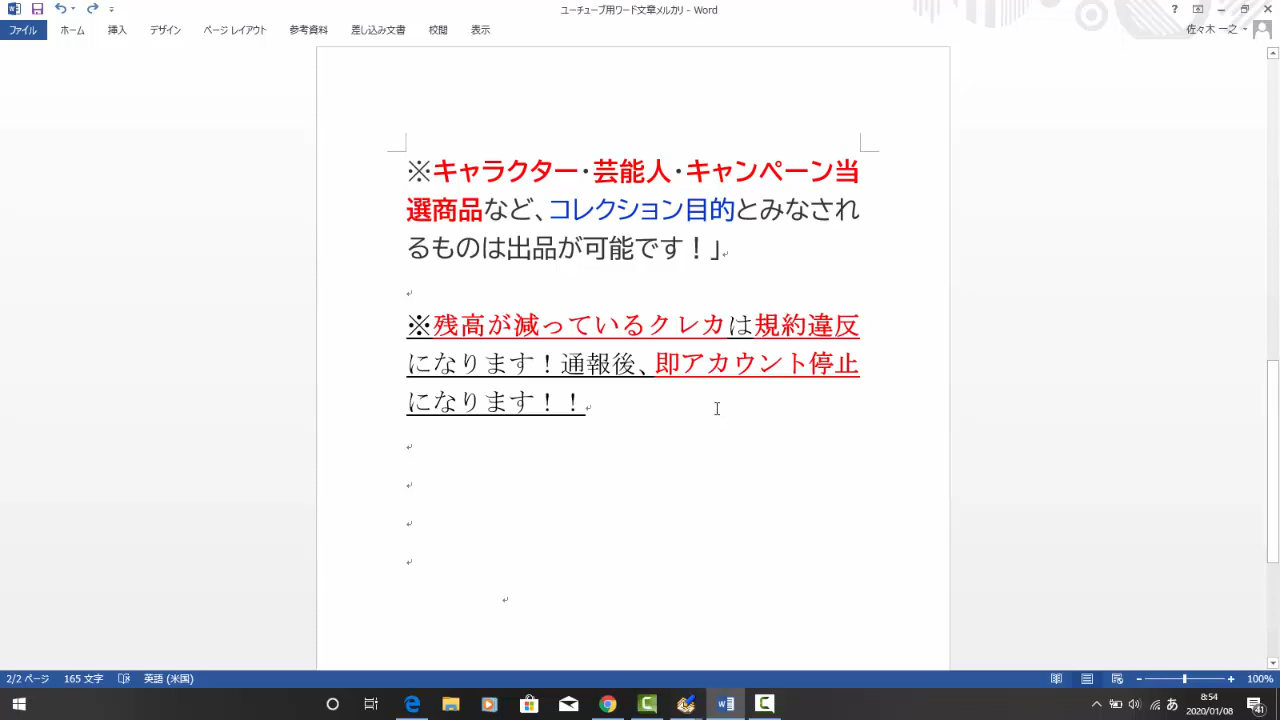 ユーチューブ用ワード文章メルカリ - Word
?
ファイル ホーム 挿入 デザイン ページ レイアウト 参考資料 差し込み文書 校閲 表示
佐々木 一之
※キャラクター・芸能人・キャンペーン当
選商品など、コレクション目的とみなされ
るものは出品が可能です！」
※残高が減っているクレカは規約違反
になります！通報後、即アカウント停止
になります！！
2/2 ページ 165 文字 英語 (米国)
100%
あ
8:54
2020/01/08
41